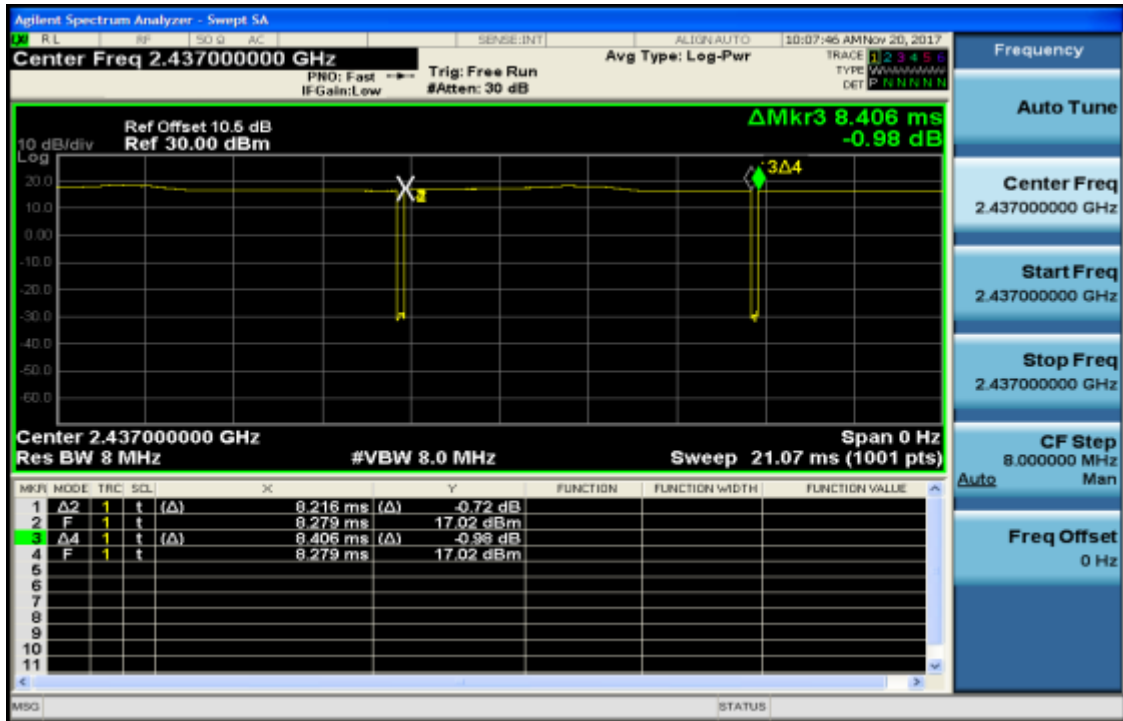 Agilent Spectrum Analyzer - Swept SA
RL RF 50 Ω AC SENSE:INT ALIGN AUTO 10:07:46 AM Nov 20, 2017
Center Freq 2.437000000 GHz
PNO: Fast
IFGain:Low
Trig: Free Run
#Atten: 30 dB
Avg Type: Log-Pwr
TRACE 1 2 3 4 5 6
TYPE WWWWWW
DET P N N N N N
Ref Offset 10.5 dB
10 dB/div Ref 30.00 dBm
Log
ΔMkr3 8.406 ms
-0.98 dB
20.0
10.0
0.00
-10.0
-20.0
-30.0
-40.0
-50.0
-60.0
X
2
3Δ4
Center 2.437000000 GHz Span 0 Hz
Res BW 8 MHz #VBW 8.0 MHz Sweep 21.07 ms (1001 pts)
MKR MODE TRC SCL X Y FUNCTION FUNCTION WIDTH FUNCTION VALUE
1 Δ2 1 t (Δ) 8.216 ms (Δ) -0.72 dB
2 F 1 t 8.279 ms 17.02 dBm
3 Δ4 1 t (Δ) 8.406 ms (Δ) -0.98 dB
4 F 1 t 8.279 ms 17.02 dBm
5
6
7
8
9
10
11
MSG STATUS
Frequency
Auto Tune
Center Freq
2.437000000 GHz
Start Freq
2.437000000 GHz
Stop Freq
2.437000000 GHz
CF Step
8.000000 MHz
Auto Man
Freq Offset
0 Hz